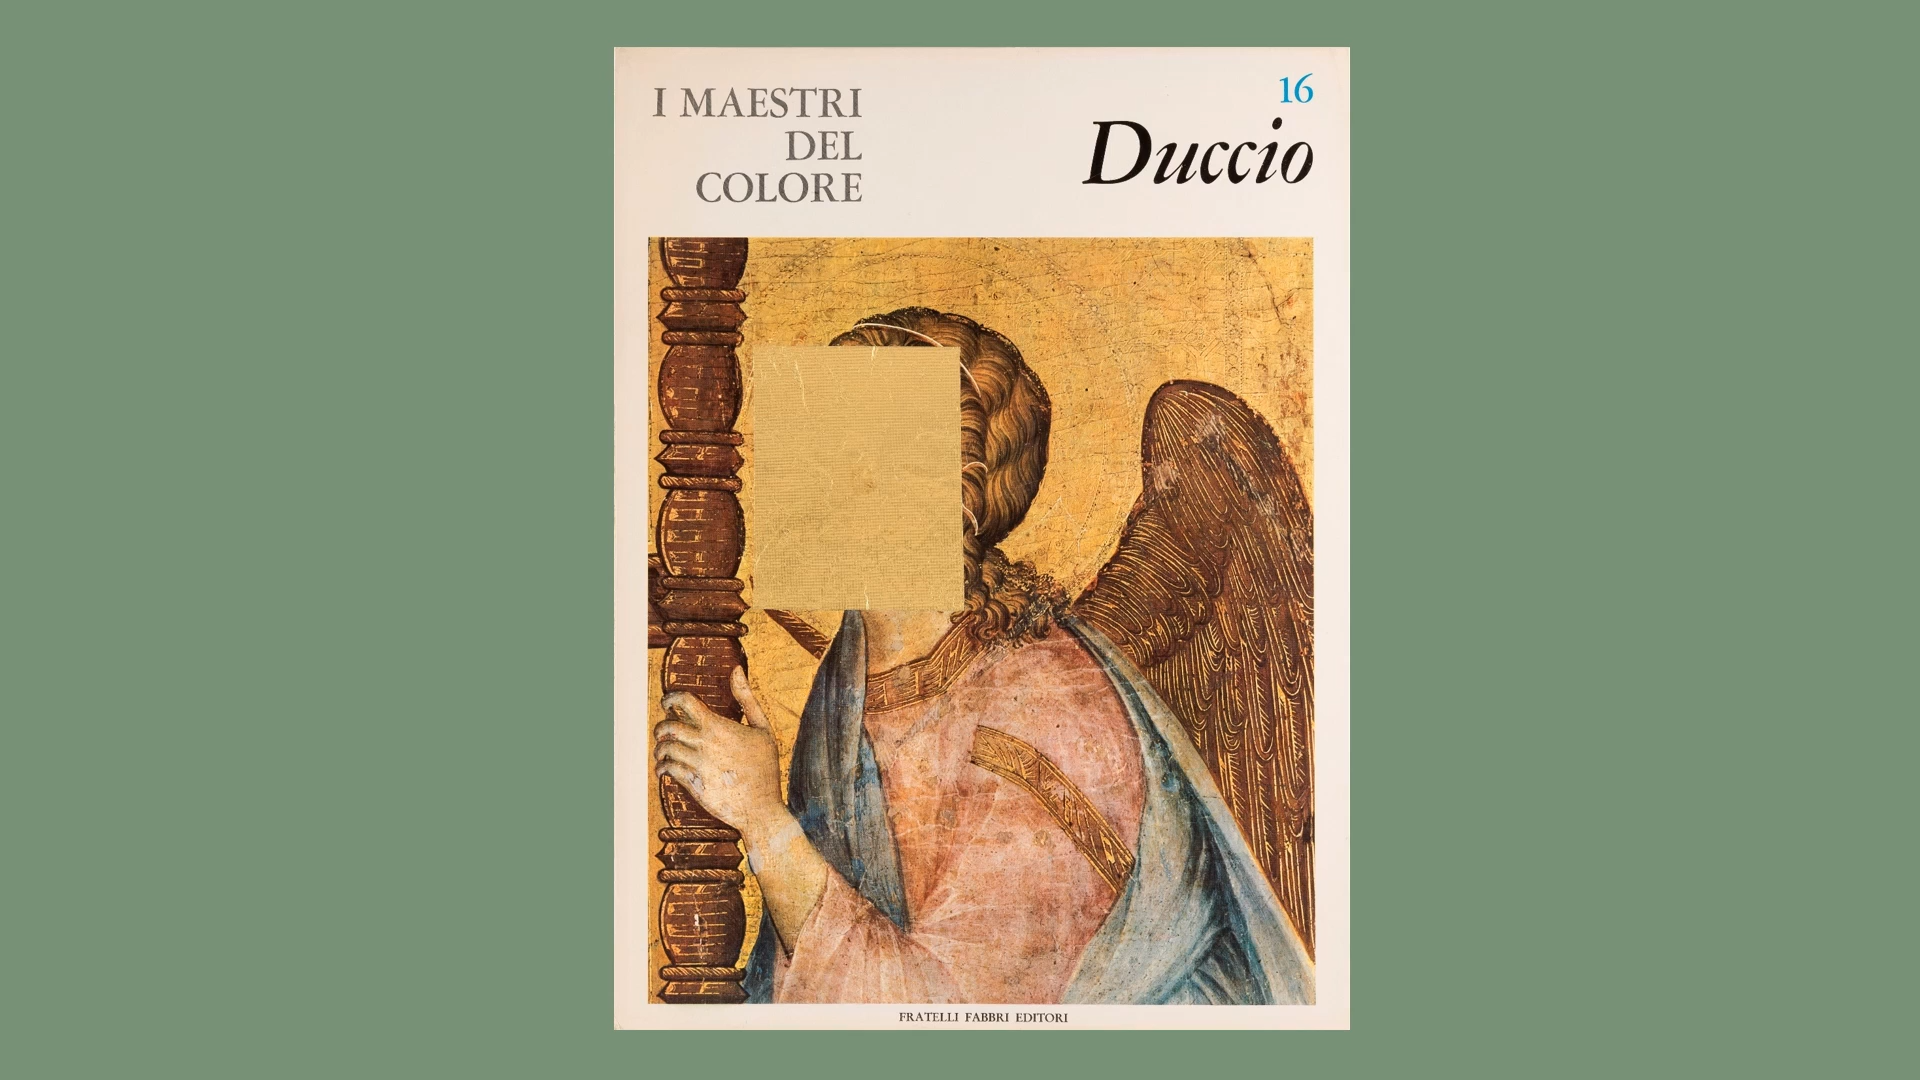 I MAESTRI
DEL
COLORE
16
Duccio
FRATELLI FABBRI EDITORI